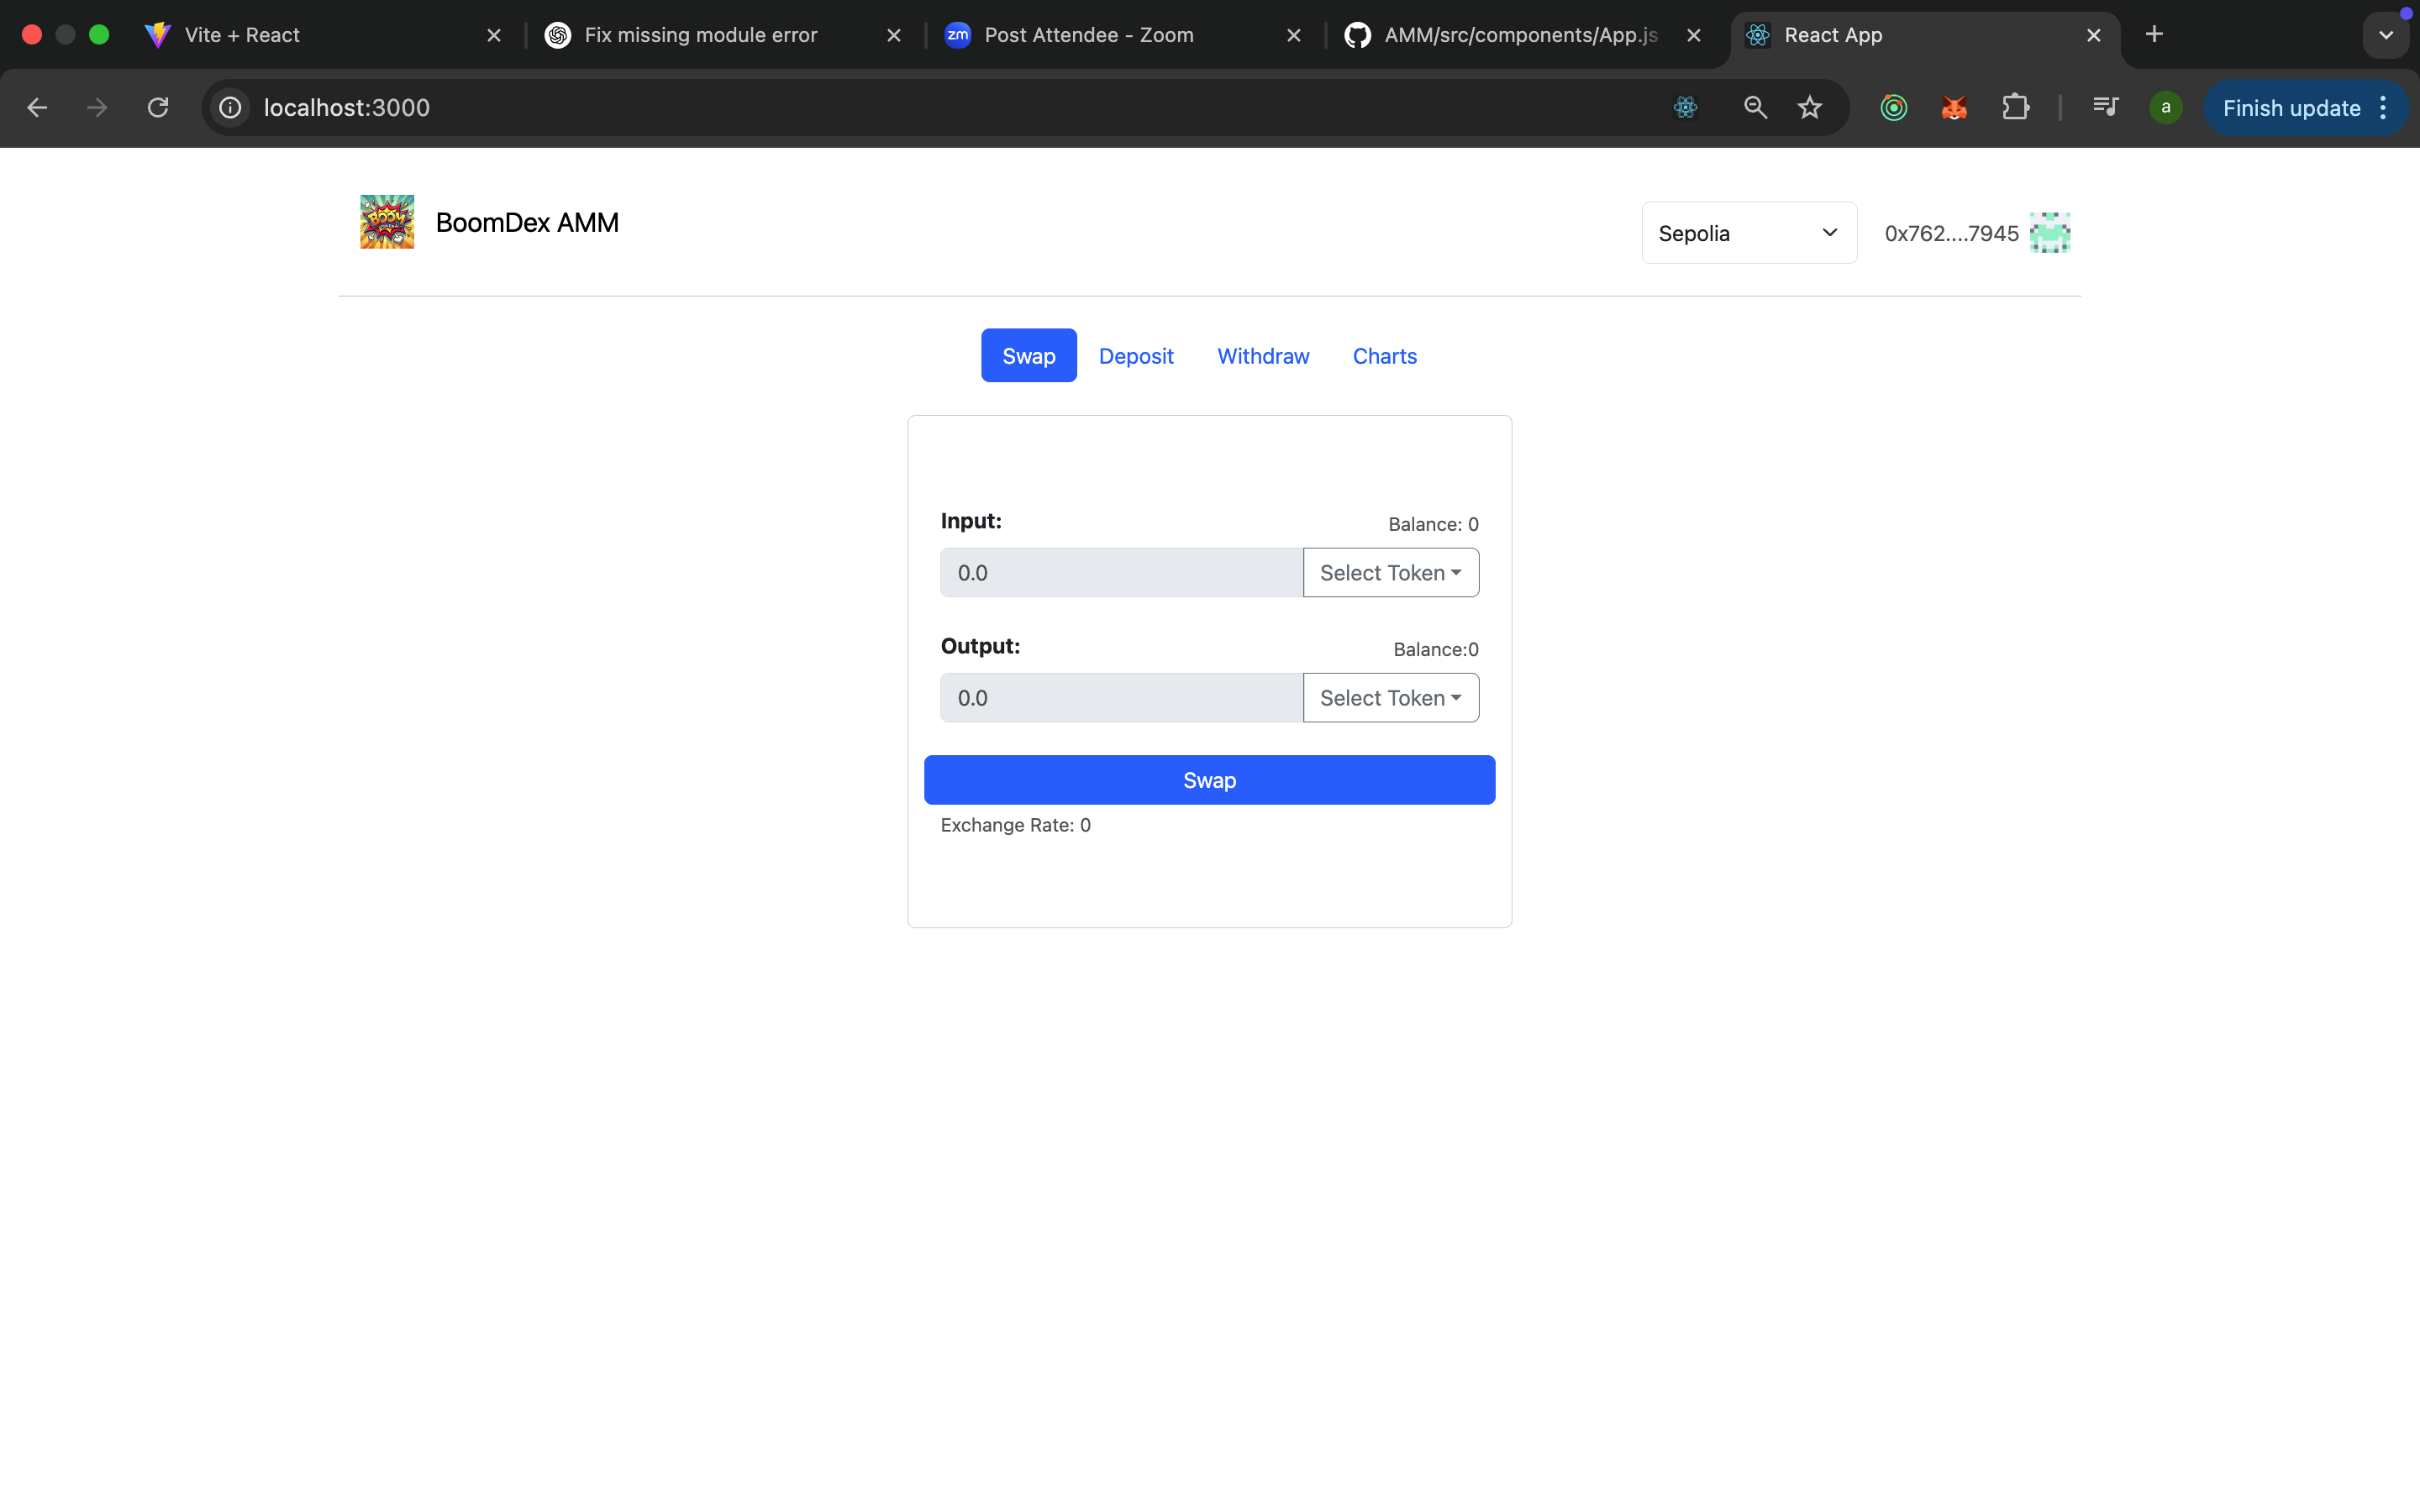 Vite + React
Fix missing module error
zm
Post Attendee - Zoom
AMM/src/components/App.js
React App
localhost:3000
a
Finish update
BOOM
BoomDex AMM
Sepolia
0x762....7945
Swap
Deposit
Withdraw
Charts
Input:
Balance: 0
0.0
Select Token
Output:
Balance:0
0.0
Select Token
Swap
Exchange Rate: 0